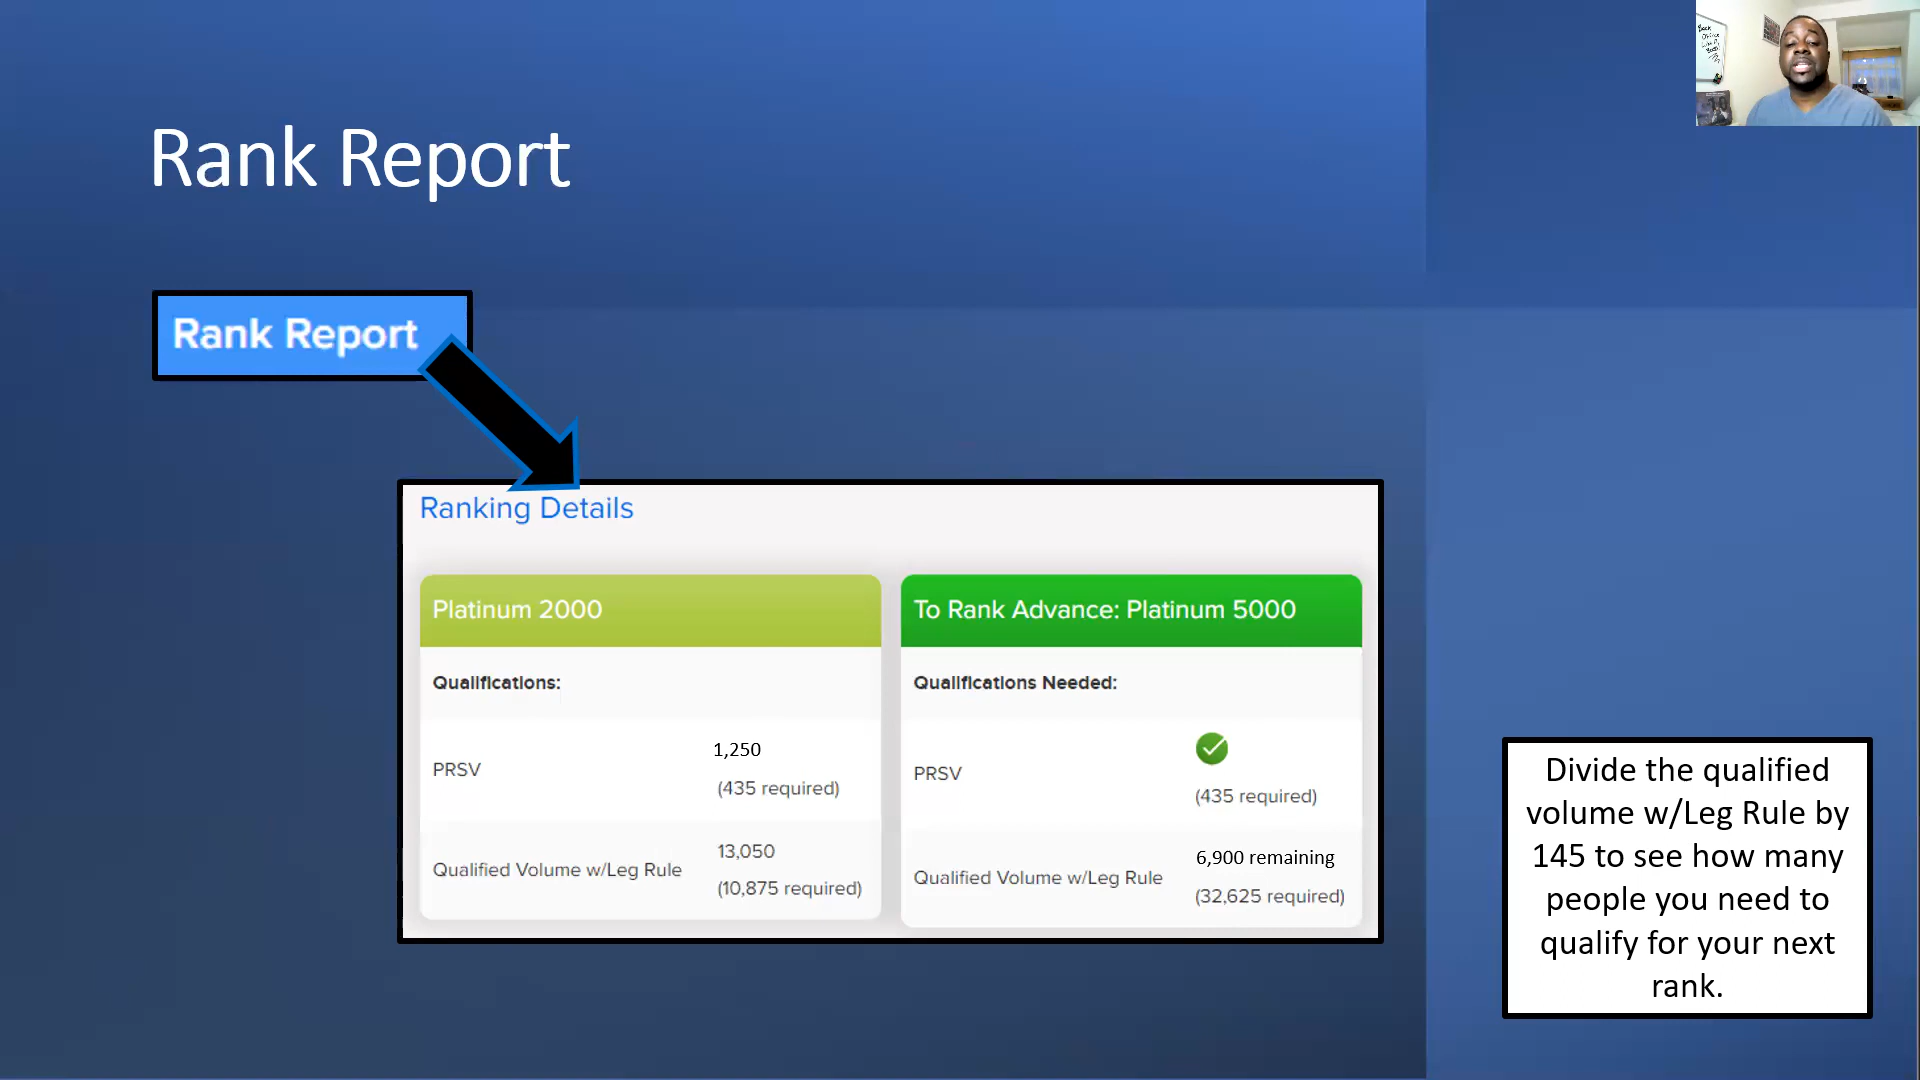 Rank Report
Rank Report
Ranking Details
Platinum 2000
Qualifications:
PRSV
1,250
(435 required)
Qualified Volume w/Leg Rule
13,050
(10,875 required)
To Rank Advance: Platinum 5000
Qualifications Needed:
PRSV
(435 required)
Qualified Volume w/Leg Rule
6,900 remaining
(32,625 required)
Divide the qualified
volume w/Leg Rule by
145 to see how many
people you need to
qualify for your next
rank.